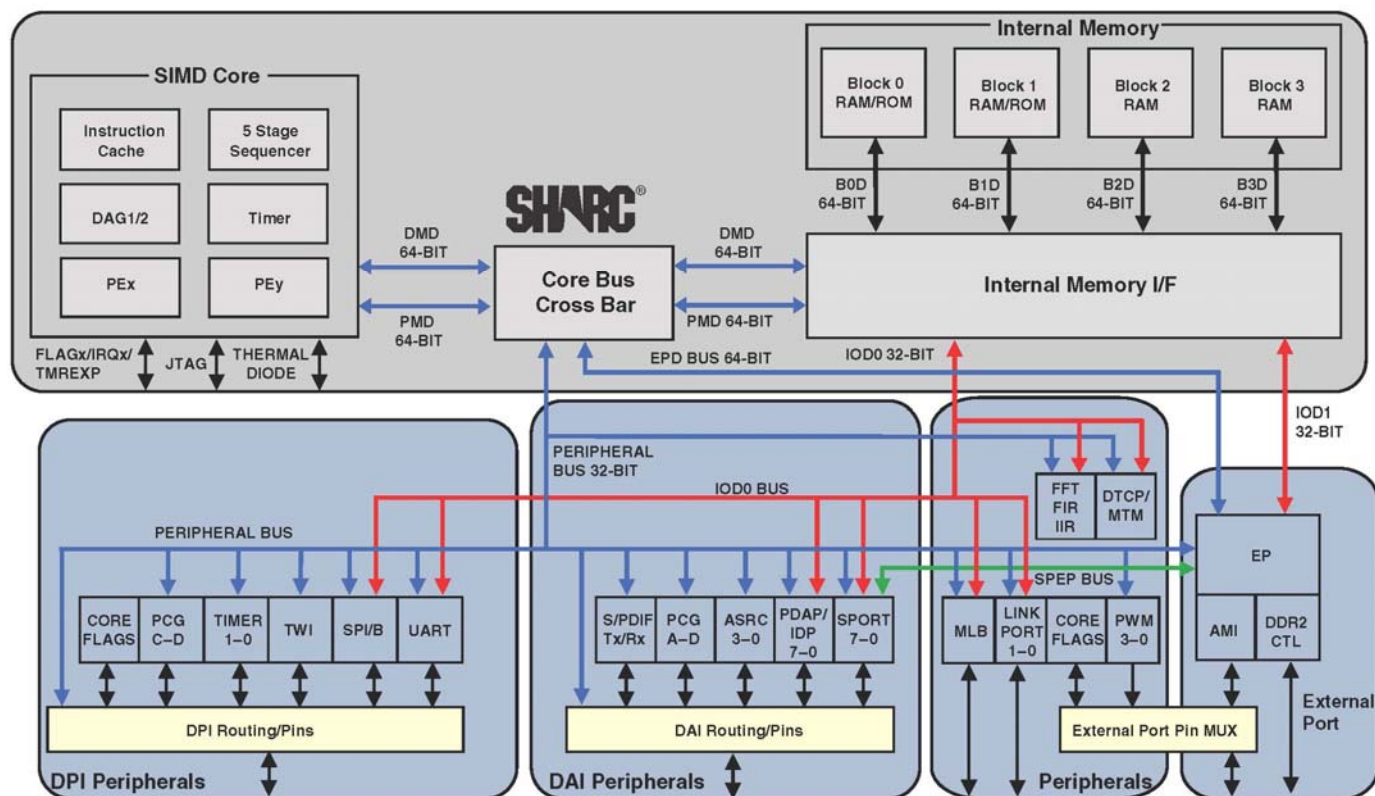 Internal Memory
SIMD Core
Block 0
RAM/ROM
Block 1
RAM/ROM
Block 2
RAM
Block 3
RAM
Instruction
Cache
5 Stage
Sequencer
DAG1/2
Timer
PEx
PEy
B0D
64-BIT
B1D
64-BIT
B2D
64-BIT
B3D
64-BIT
SHARC®
DMD
64-BIT
DMD
64-BIT
Core Bus
Cross Bar
Internal Memory I/F
PMD
64-BIT
PMD 64-BIT
FLAGx/IRQx/
TMREXP
JTAG
THERMAL
DIODE
EPD BUS 64-BIT
IOD0 32-BIT
IOD1
32-BIT
PERIPHERAL
BUS 32-BIT
IOD0 BUS
FFT
FIR
IIR
DTCP/
MTM
PERIPHERAL BUS
EP
SPEP BUS
CORE
FLAGS
PCG
C–D
TIMER
1–0
TWI
SPI/B
UART
S/PDIF
Tx/Rx
PCG
A–D
ASRC
3–0
PDAP/
IDP
7–0
SPORT
7–0
MLB
LINK
PORT
1–0
CORE
FLAGS
PWM
3–0
AMI
DDR2
CTL
DPI Routing/Pins
DAI Routing/Pins
External Port Pin MUX
External
Port
DPI Peripherals
DAI Peripherals
Peripherals